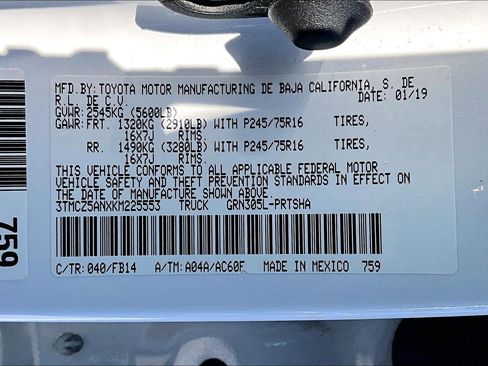 MFD.BY:TOYOTA MOTOR MANUFACTURING DE BAJA CALIFORNIA, S. DE
R.L. DE C.V. DATE: 01/19
GVWR: 2545KG (5600LB)
GAWR: FRT. 1320KG (2910LB) WITH P245/75R16 TIRES,
16X7J RIMS.
RR. 1490KG (3280LB) WITH P245/75R16 TIRES,
16X7J RIMS.
THIS VEHICLE CONFORMS TO ALL APPLICABLE FEDERAL MOTOR
VEHICLE SAFETY AND THEFT PREVENTION STANDARDS IN EFFECT ON
THE DATE OF MANUFACTURE SHOWN ABOVE
3TMCZ5ANXKM225553 TRUCK GRN305L-PRTSHA
C/TR: 040/FB14 A/TM: A04A/AC60F MADE IN MEXICO 759
759